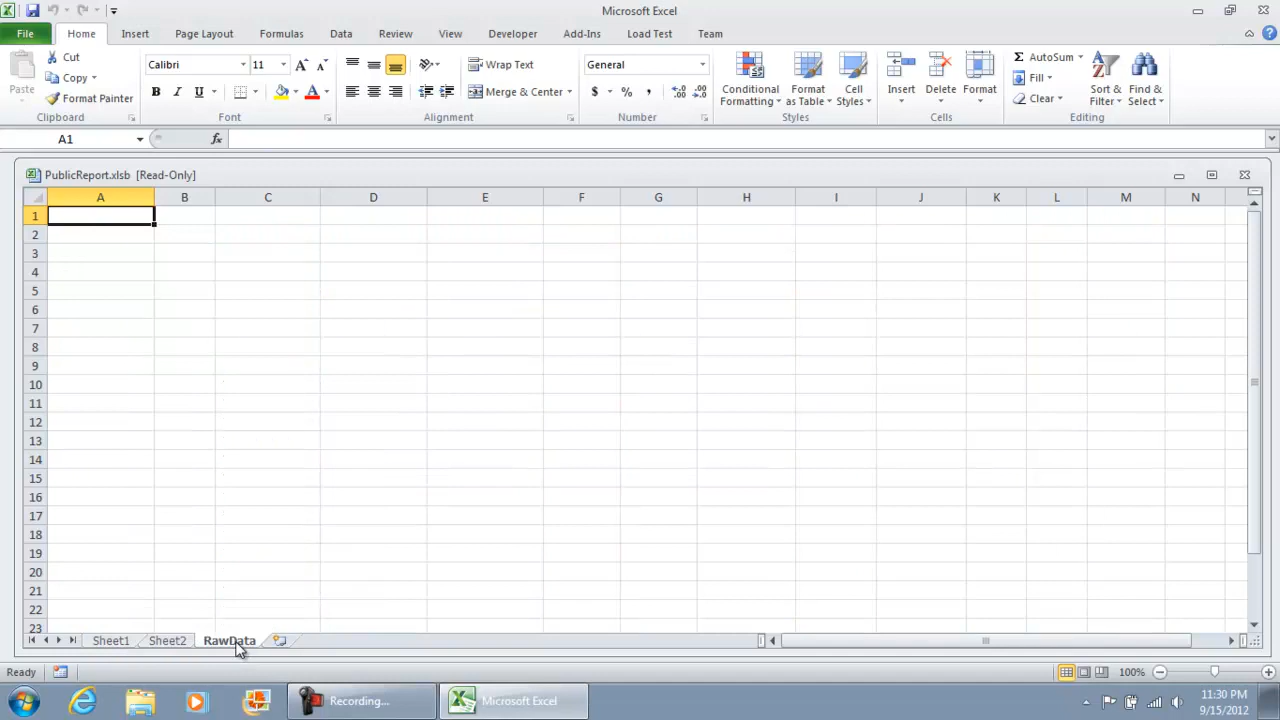 Microsoft Excel
File Home Insert Page Layout Formulas Data Review View Developer Add-Ins Load Test Team
Paste
Cut
Copy
Format Painter
Clipboard
Calibri 11
B I U
Font
Wrap Text
Merge & Center
Alignment
General
$ % ,
Number
Conditional Formatting
Format as Table
Cell Styles
Styles
Insert
Delete
Format
Cells
Σ AutoSum
Fill
Clear
Sort & Filter
Find & Select
Editing
A1 fx
PublicReport.xlsb [Read-Only]
A B C D E F G H I J K L M N
1
2
3
4
5
6
7
8
9
10
11
12
13
14
15
16
17
18
19
20
21
22
23
Sheet1 Sheet2 RawData
Ready 100%
Recording... Microsoft Excel 11:30 PM
9/15/2012